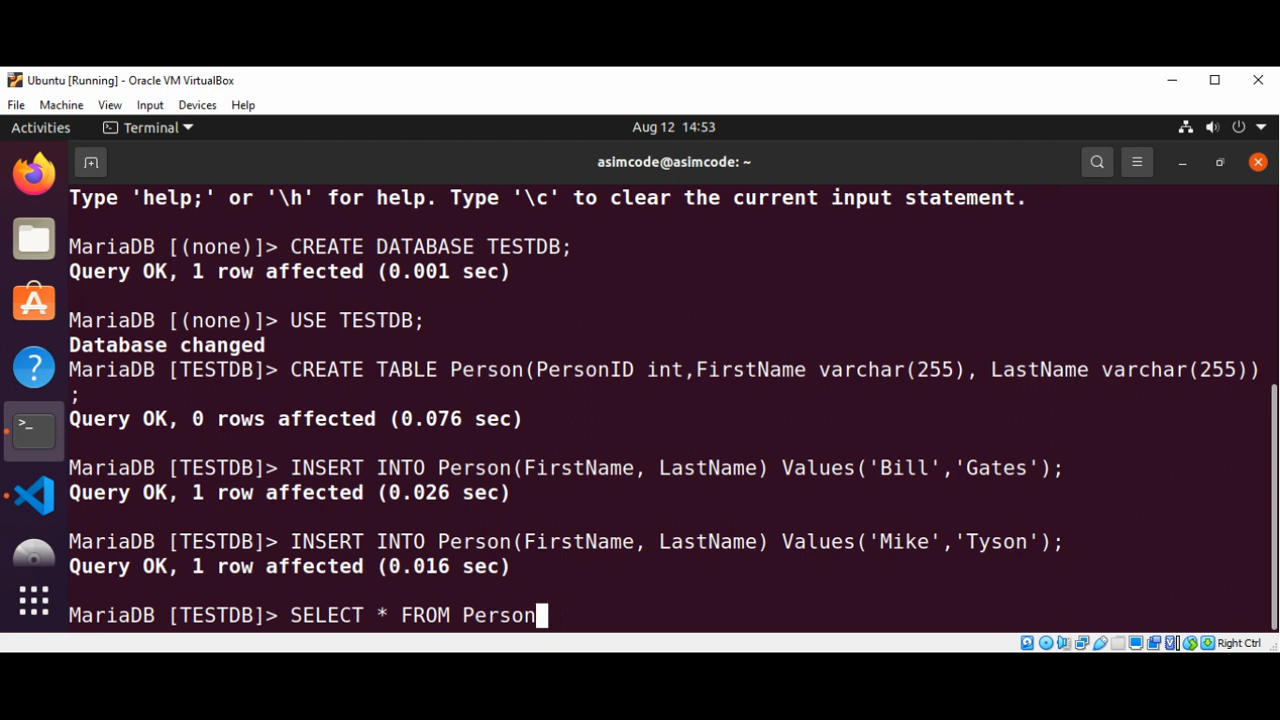 Ubuntu [Running] - Oracle VM VirtualBox
File Machine View Input Devices Help
Activities Terminal Aug 12 14:53
asimcode@asimcode: ~
Type 'help;' or '\h' for help. Type '\c' to clear the current input statement.
MariaDB [(none)]> CREATE DATABASE TESTDB;
Query OK, 1 row affected (0.001 sec)
MariaDB [(none)]> USE TESTDB;
Database changed
MariaDB [TESTDB]> CREATE TABLE Person(PersonID int,FirstName varchar(255), LastName varchar(255))
;
Query OK, 0 rows affected (0.076 sec)
MariaDB [TESTDB]> INSERT INTO Person(FirstName, LastName) Values('Bill','Gates');
Query OK, 1 row affected (0.026 sec)
MariaDB [TESTDB]> INSERT INTO Person(FirstName, LastName) Values('Mike','Tyson');
Query OK, 1 row affected (0.016 sec)
MariaDB [TESTDB]> SELECT * FROM Person
Right Ctrl